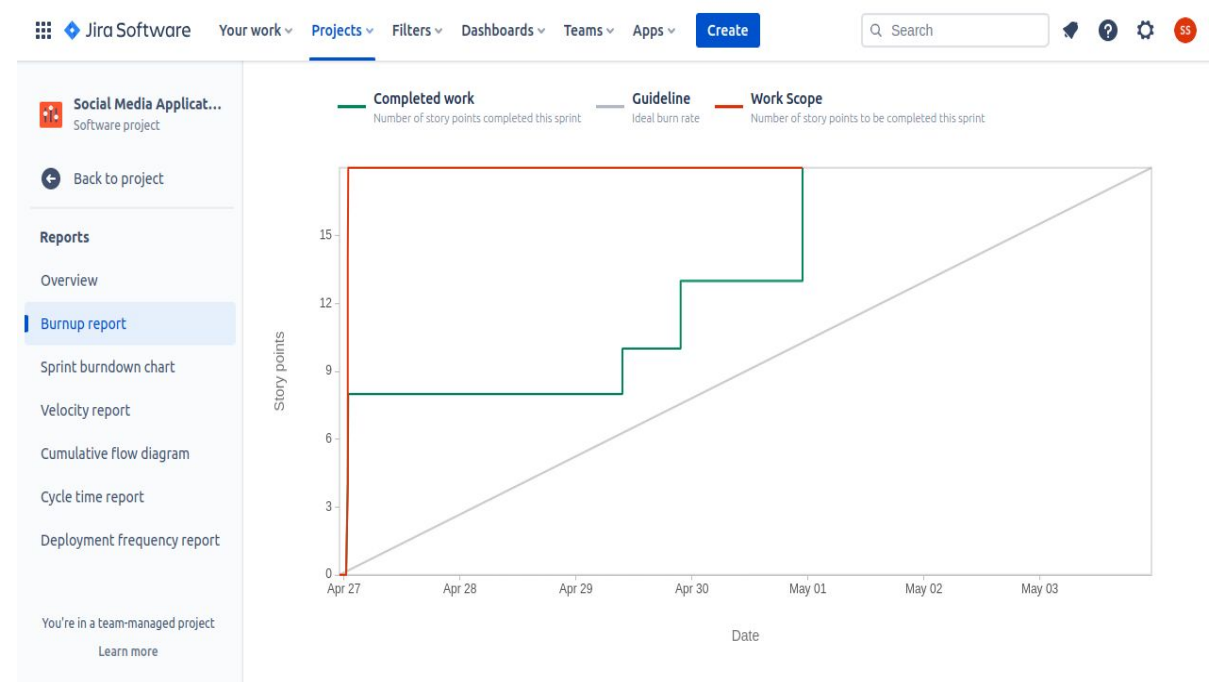 Jira Software Your work Projects Filters Dashboards Teams Apps Create Search SS
Social Media Applicat...
Software project
Back to project
Reports
Overview
Burnup report
Sprint burndown chart
Velocity report
Cumulative flow diagram
Cycle time report
Deployment frequency report
You're in a team-managed project
Learn more
Completed work Guideline Work Scope
Number of story points completed this sprint Ideal burn rate Number of story points to be completed this sprint
Story points
15
12
9
6
3
0
Apr 27 Apr 28 Apr 29 Apr 30 May 01 May 02 May 03
Date